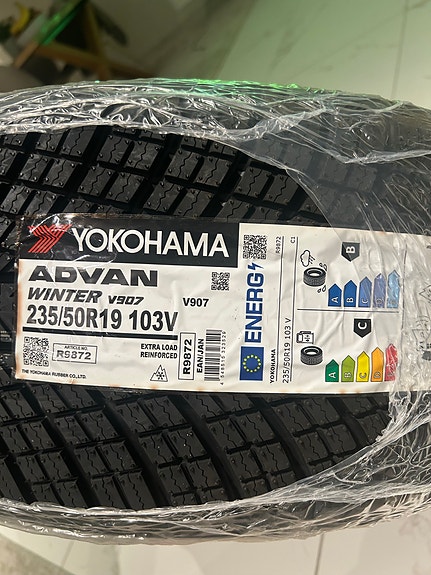 YOKOHAMA
ADVAN
WINTER V907
V907
235/50R19 103V
ARTICLE NO.
R9872
EXTRA LOAD
REINFORCED
R9872
EAN/JAN
THE YOKOHAMA RUBBER CO.,LTD.
ENERG
YOKOHAMA
235/50R19 103 V
R9872
C1
B
A
B
C
D
C
A
B
C